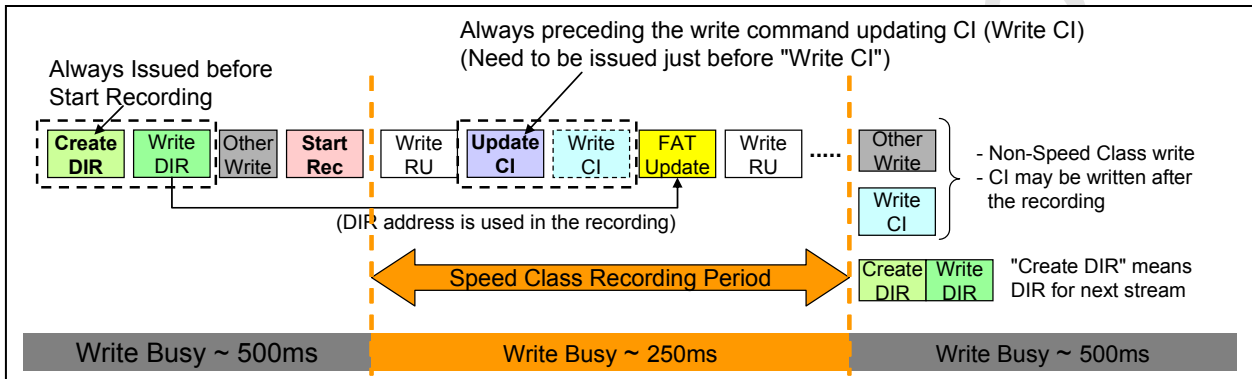 Always preceding the write command updating CI (Write CI)
(Need to be issued just before "Write CI")
Always Issued before
Start Recording
Create
DIR
Write
DIR
Other
Write
Start
Rec
Write
RU
Update
CI
Write
CI
FAT
Update
Write
RU
.....
Other
Write
Write
CI
- Non-Speed Class write
- CI may be written after
the recording
(DIR address is used in the recording)
Speed Class Recording Period
Create
DIR
Write
DIR
"Create DIR" means
DIR for next stream
Write Busy ~ 500ms
Write Busy ~ 250ms
Write Busy ~ 500ms